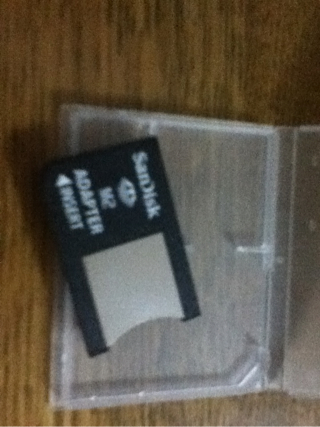 SanDisk
M2
ADAPTER
INSERT